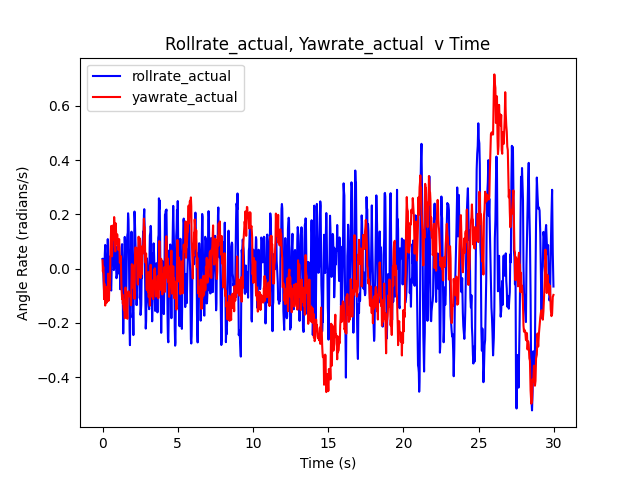 Rollrate_actual, Yawrate_actual  v Time
rollrate_actual
yawrate_actual
Angle Rate (radians/s)
0.6
0.4
0.2
0.0
−0.2
−0.4
0 5 10 15 20 25 30
Time (s)